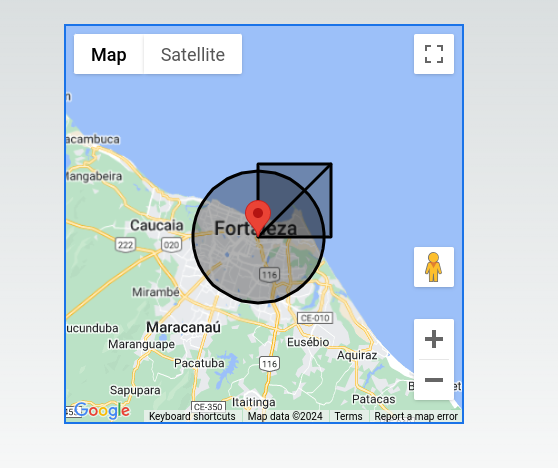 Map Satellite
acambuca
Mangabeira
Caucaia
Fortaleza
222 020
116
Mirambé
CE-010
ucunduba
Maracanaú
Maranguape
Eusébio
Aquiraz
Pacatuba
116
Sapupara
Patacas
CE-350
Itaitinga
Google
Keyboard shortcuts Map data ©2024 Terms Report a map error